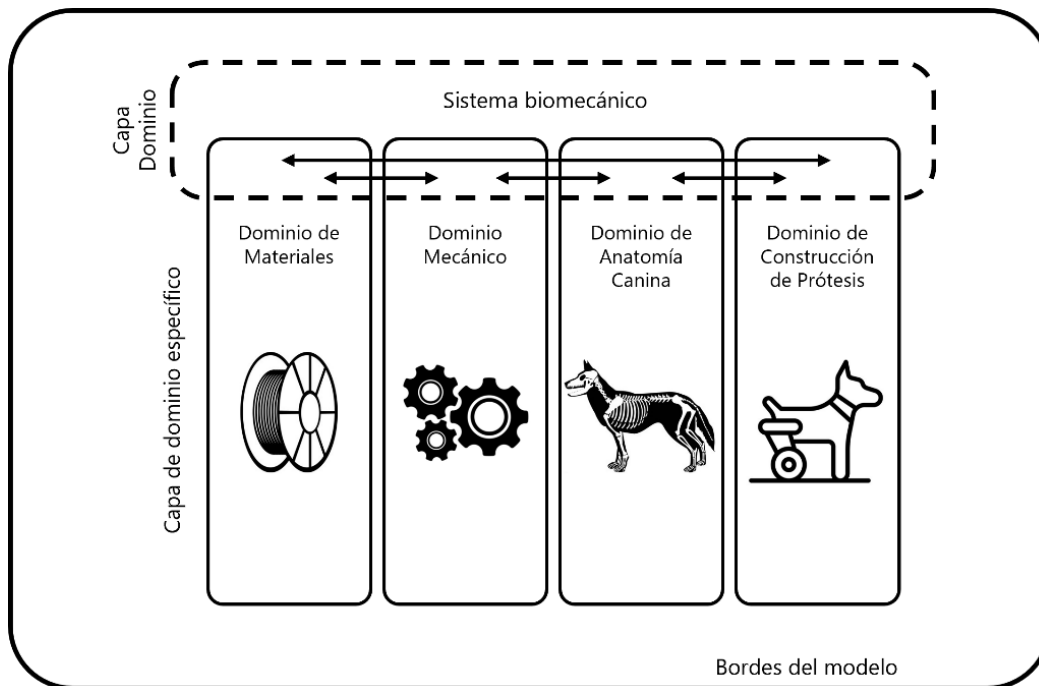 Sistema biomecánico
Capa
Dominio
Dominio de
Materiales
Dominio
Mecánico
Dominio de
Anatomía
Canina
Dominio de
Construcción
de Prótesis
Capa de dominio específico
Bordes del modelo